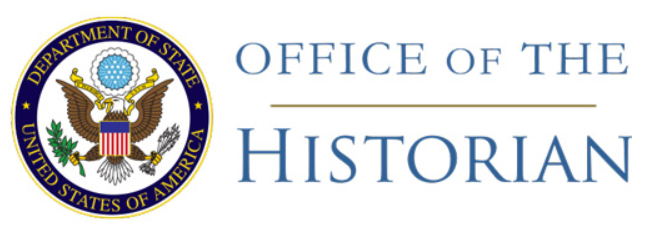 DEPARTMENT OF STATE
UNITED STATES OF AMERICA
OFFICE OF THE
HISTORIAN